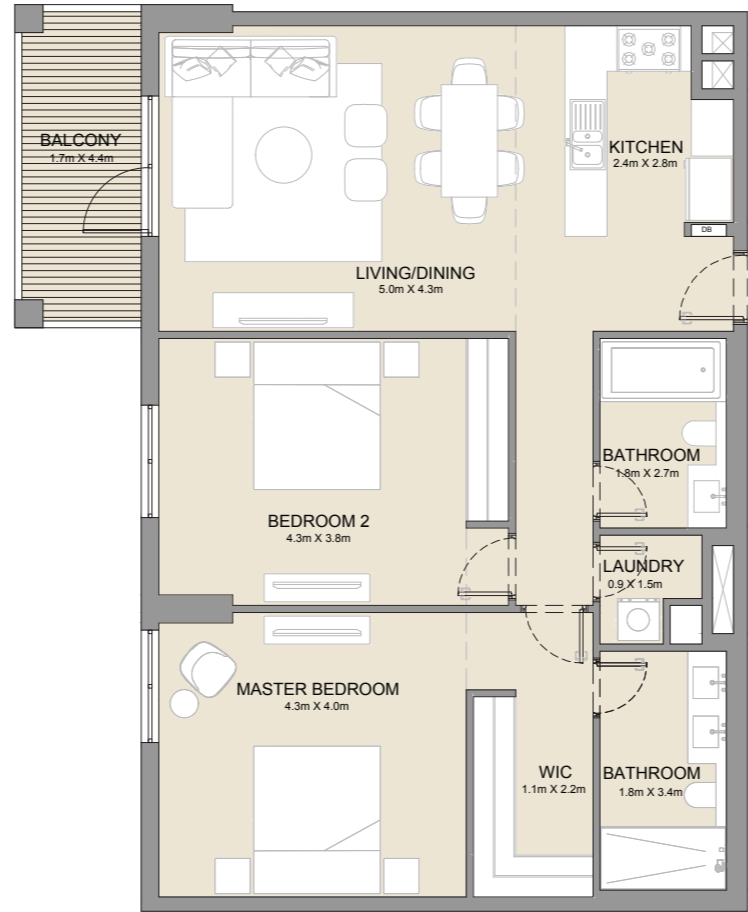 BALCONY
1.7m X 4.4m
KITCHEN
2.4m X 2.8m
DB
LIVING/DINING
5.0m X 4.3m
BATHROOM
1.8m X 2.7m
BEDROOM 2
4.3m X 3.8m
LAUNDRY
0.9 X 1.5m
MASTER BEDROOM
4.3m X 4.0m
WIC
1.1m X 2.2m
BATHROOM
1.8m X 3.4m